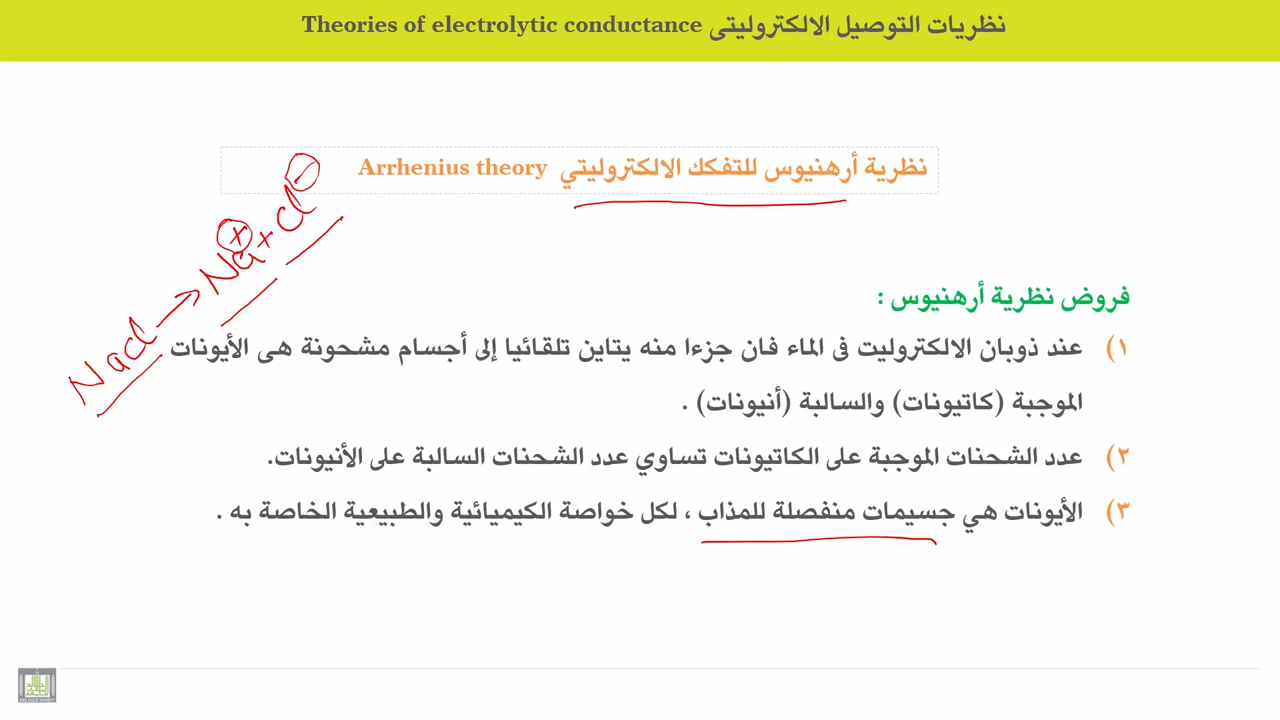 نظريات التوصيل الالكتروليتى Theories of electrolytic conductance
نظرية أرهنيوس للتفكك الالكتروليتي Arrhenius theory
NaCl → Na+ + Cl-
فروض نظرية أرهنيوس :
١) عند ذوبان الالكتروليت فى الماء فان جزءا منه يتاين تلقائيا إلى أجسام مشحونة هى الأيونات
الموجبة (كاتيونات) والسالبة (أنيونات) .
٢) عدد الشحنات الموجبة على الكاتيونات تساوي عدد الشحنات السالبة على الأنيونات.
٣) الأيونات هي جسيمات منفصلة للمذاب ، لكل خواصة الكيميائية والطبيعية الخاصة به .